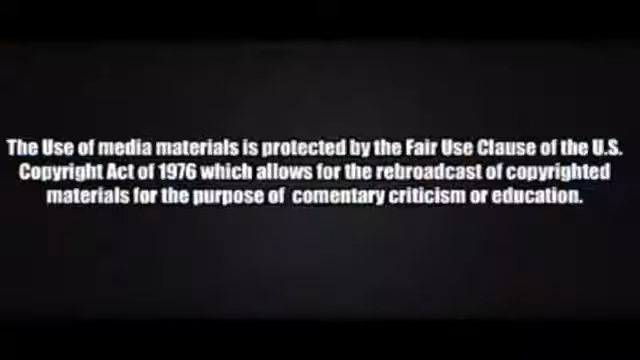 The Use of media materials is protected by the Fair Use Clause of the U.S.
Copyright Act of 1976 which allows for the rebroadcast of copyrighted
materials for the purpose of comentary criticism or education.